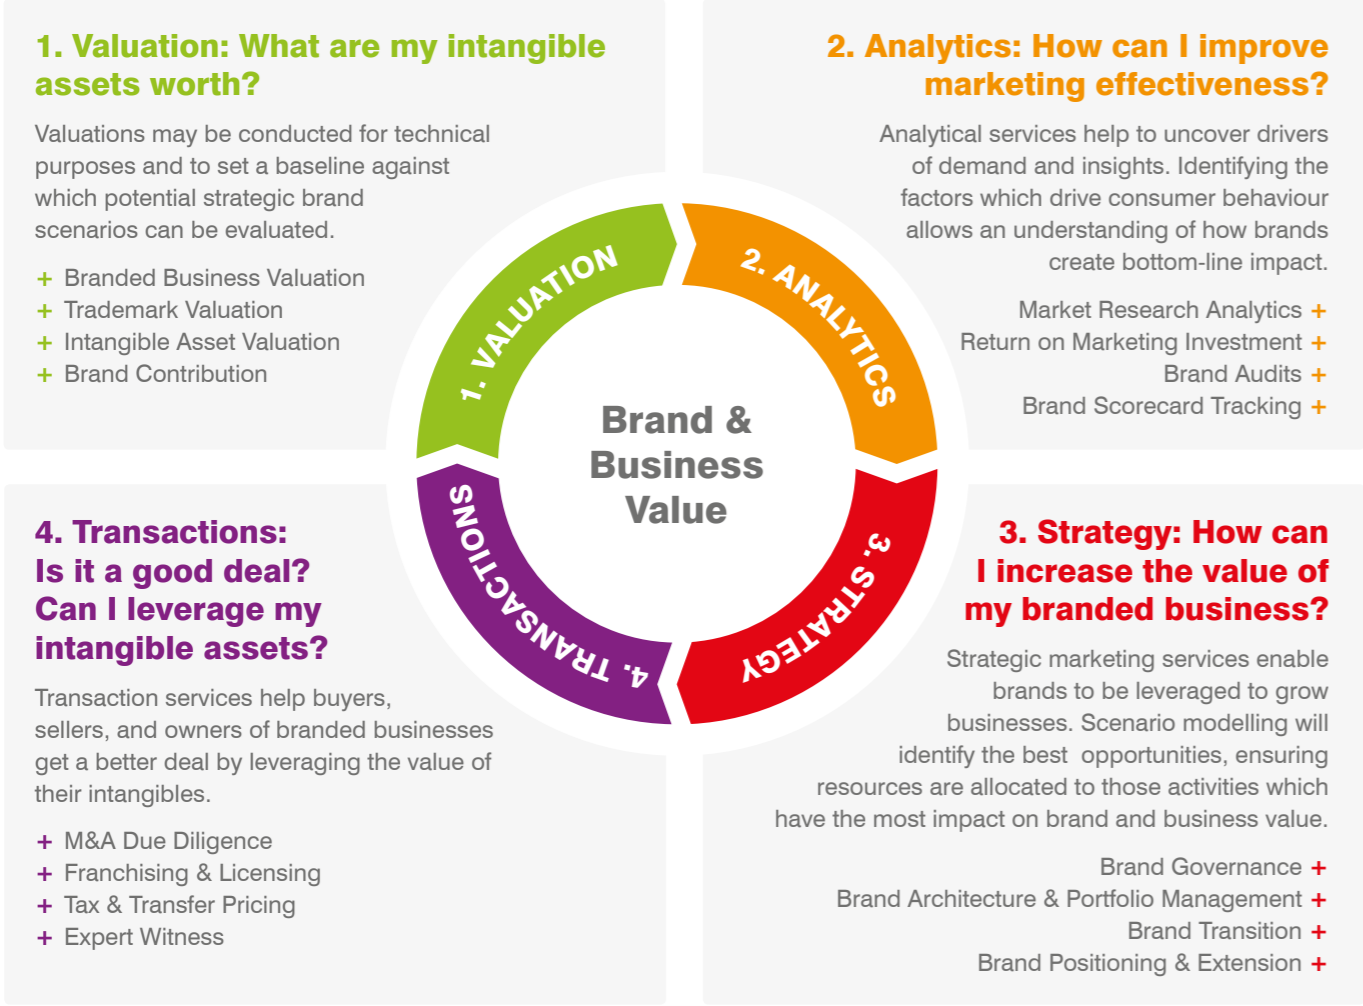 1. Valuation: What are my intangible
assets worth?
Valuations may be conducted for technical
purposes and to set a baseline against
which potential strategic brand
scenarios can be evaluated.
+ Branded Business Valuation
+ Trademark Valuation
+ Intangible Asset Valuation
+ Brand Contribution
2. Analytics: How can I improve
marketing effectiveness?
Analytical services help to uncover drivers
of demand and insights. Identifying the
factors which drive consumer behaviour
allows an understanding of how brands
create bottom-line impact.
Market Research Analytics +
Return on Marketing Investment +
Brand Audits +
Brand Scorecard Tracking +
1. VALUATION
2. ANALYTICS
3. STRATEGY
4. TRANSACTIONS
Brand &
Business
Value
4. Transactions:
Is it a good deal?
Can I leverage my
intangible assets?
Transaction services help buyers,
sellers, and owners of branded businesses
get a better deal by leveraging the value of
their intangibles.
+ M&A Due Diligence
+ Franchising & Licensing
+ Tax & Transfer Pricing
+ Expert Witness
3. Strategy: How can
I increase the value of
my branded business?
Strategic marketing services enable
brands to be leveraged to grow
businesses. Scenario modelling will
identify the best  opportunities, ensuring
resources are allocated to those activities which
have the most impact on brand and business value.
Brand Governance +
Brand Architecture & Portfolio Management +
Brand Transition +
Brand Positioning & Extension +